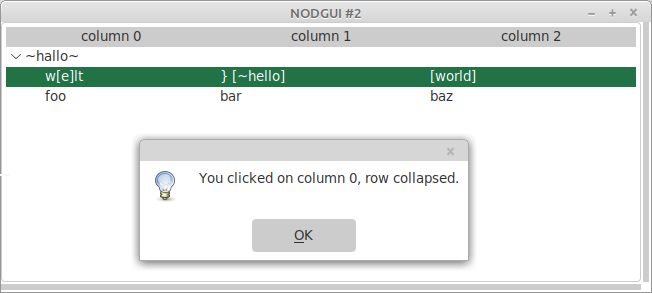 NODGUI #2
column 0 column 1 column 2
~hallo~
w[e]lt } [~hello] [world]
foo bar baz
You clicked on column 0, row collapsed.
OK